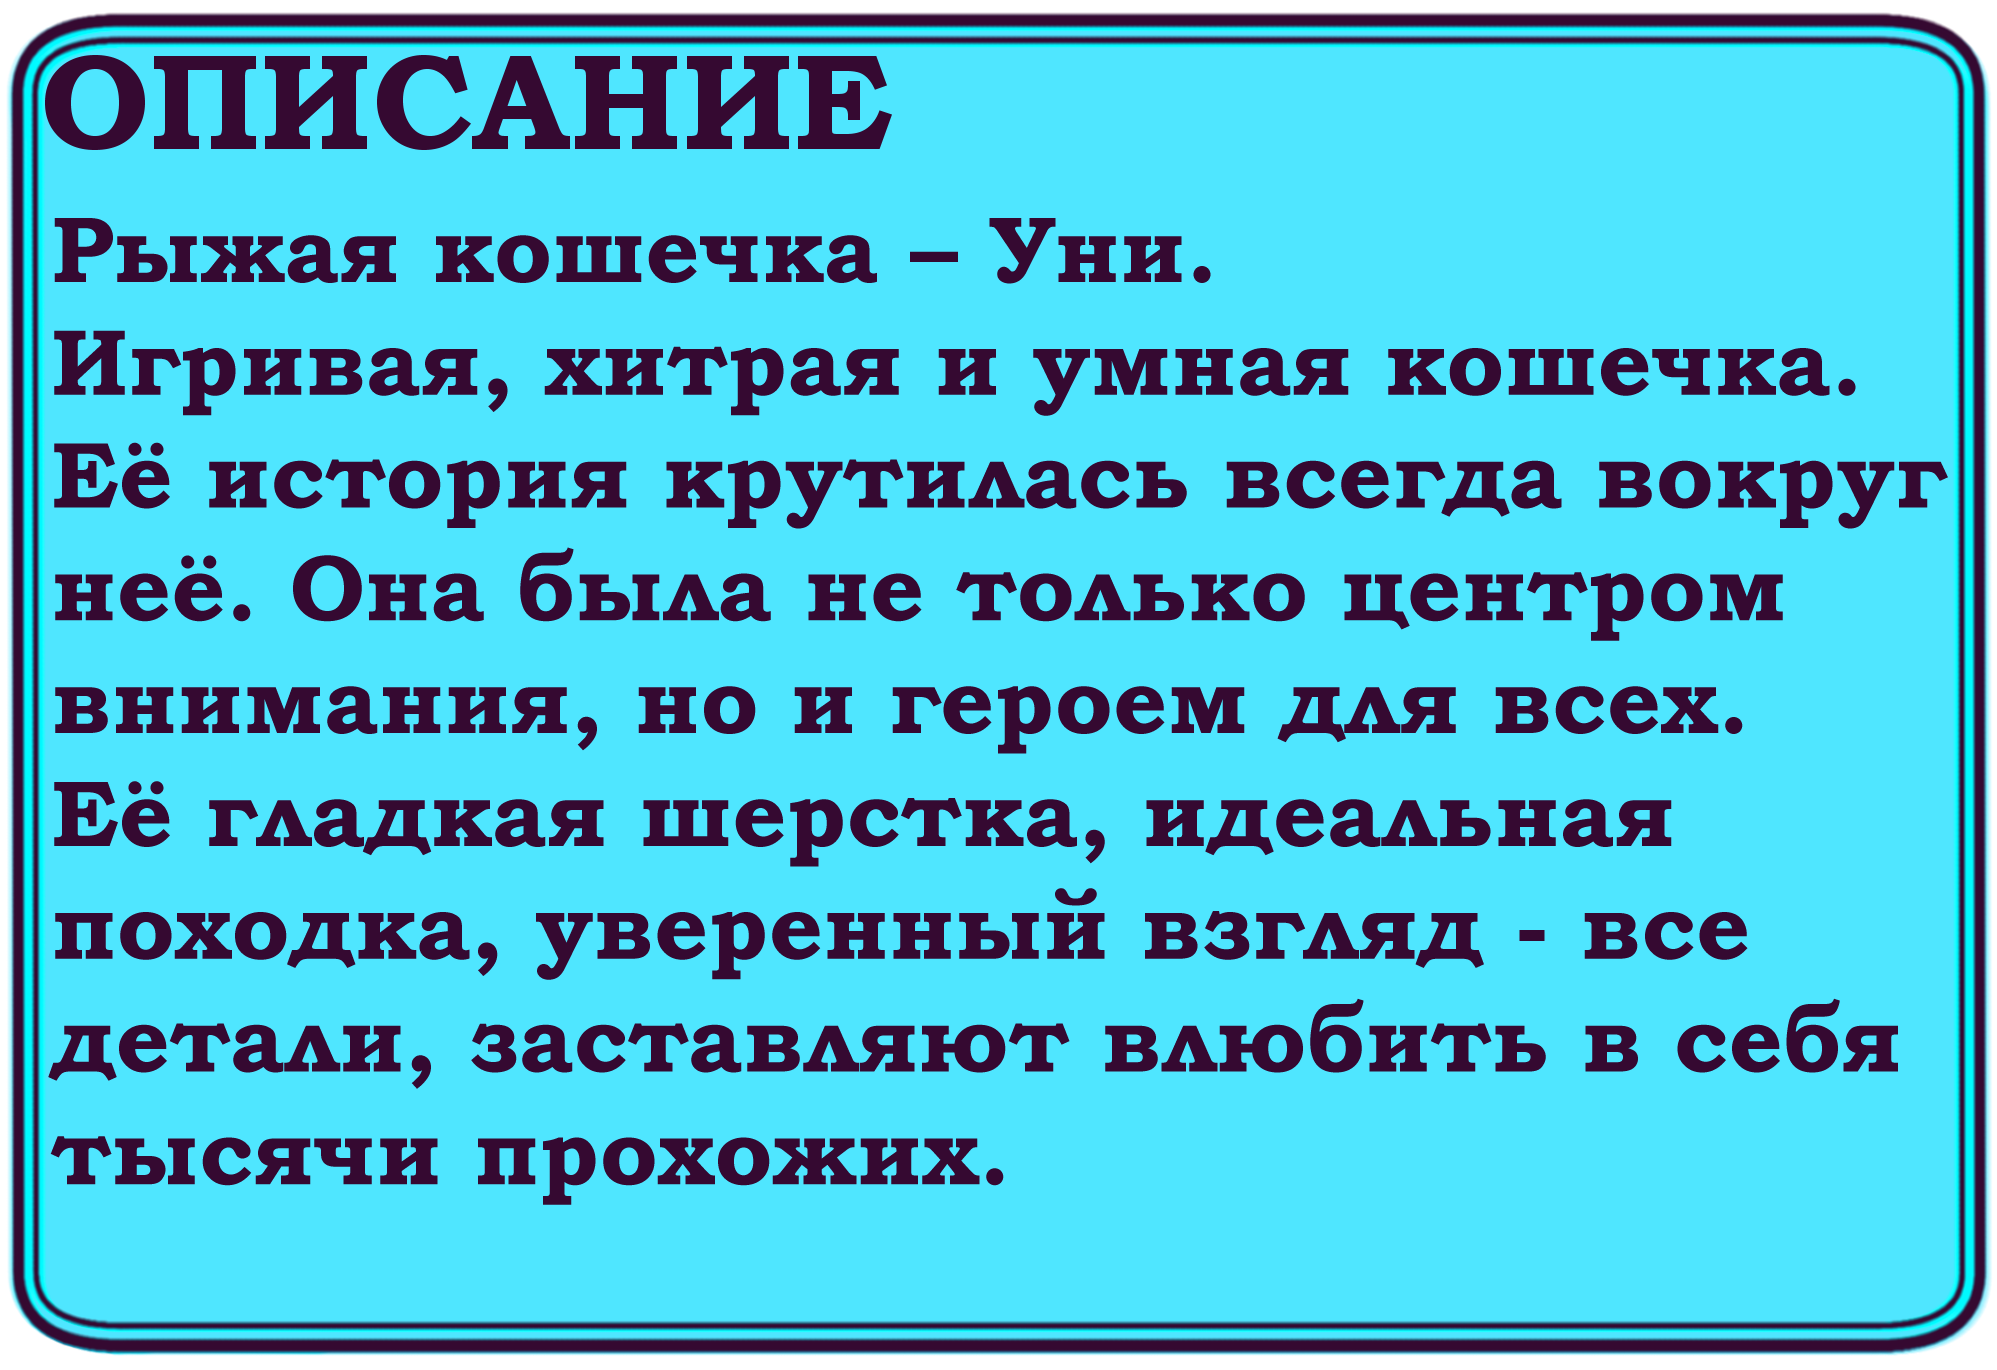 ОПИСАНИЕ
Рыжая кошечка – Уни.
Игривая, хитрая и умная кошечка.
Её история крутилась всегда вокруг
неё. Она была не только центром
внимания, но и героем для всех.
Её гладкая шерстка, идеальная
походка, уверенный взгляд - все
детали, заставляют влюбить в себя
тысячи прохожих.